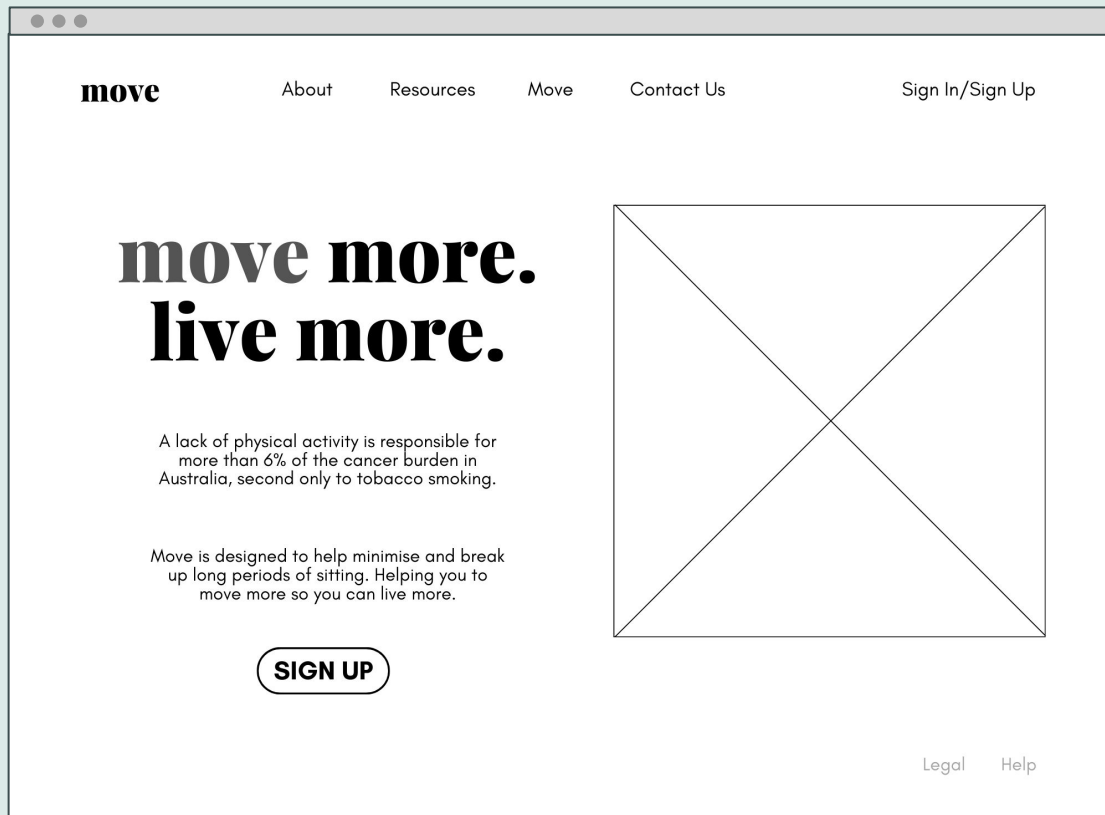 move
About Resources Move Contact Us Sign In/Sign Up
move more.
live more.
A lack of physical activity is responsible for
more than 6% of the cancer burden in
Australia, second only to tobacco smoking.
Move is designed to help minimise and break
up long periods of sitting. Helping you to
move more so you can live more.
SIGN UP
Legal Help